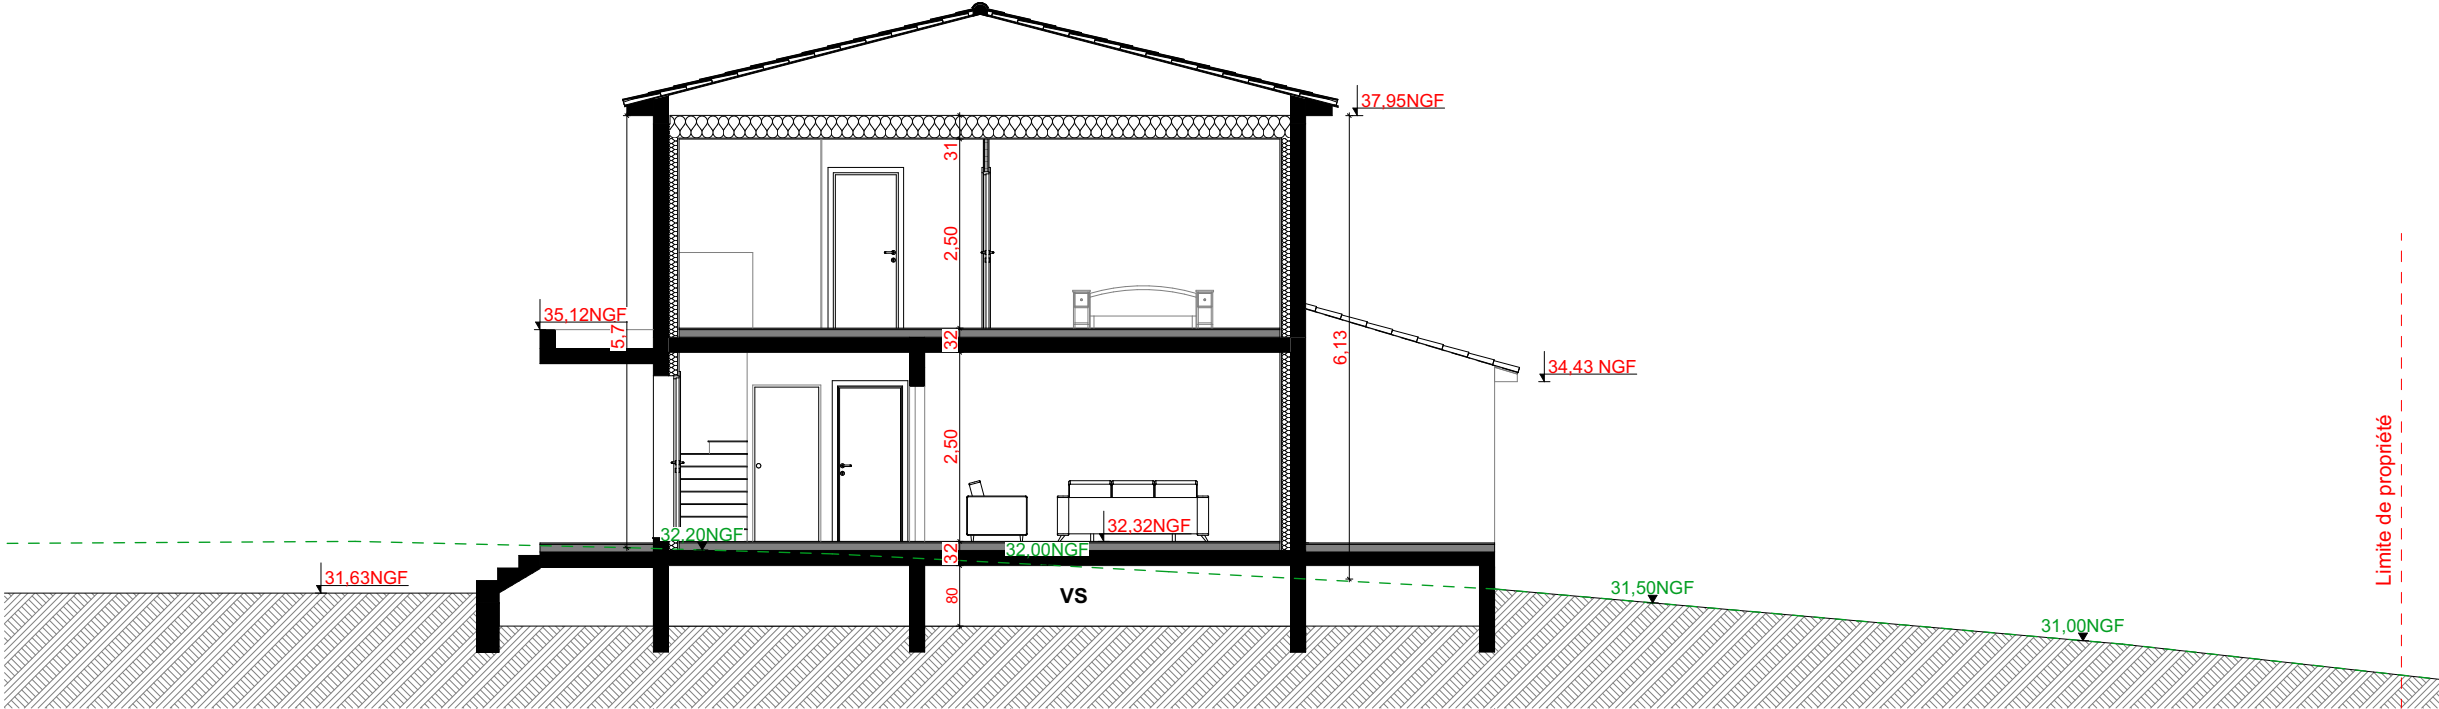 37,95NGF
31
2,50
35,12NGF
5,7
32
6,13
34,43 NGF
2,50
Limite de propriété
32,32NGF
32,20NGF
32
32,00NGF
31,63NGF
80
VS
31,50NGF
31,00NGF